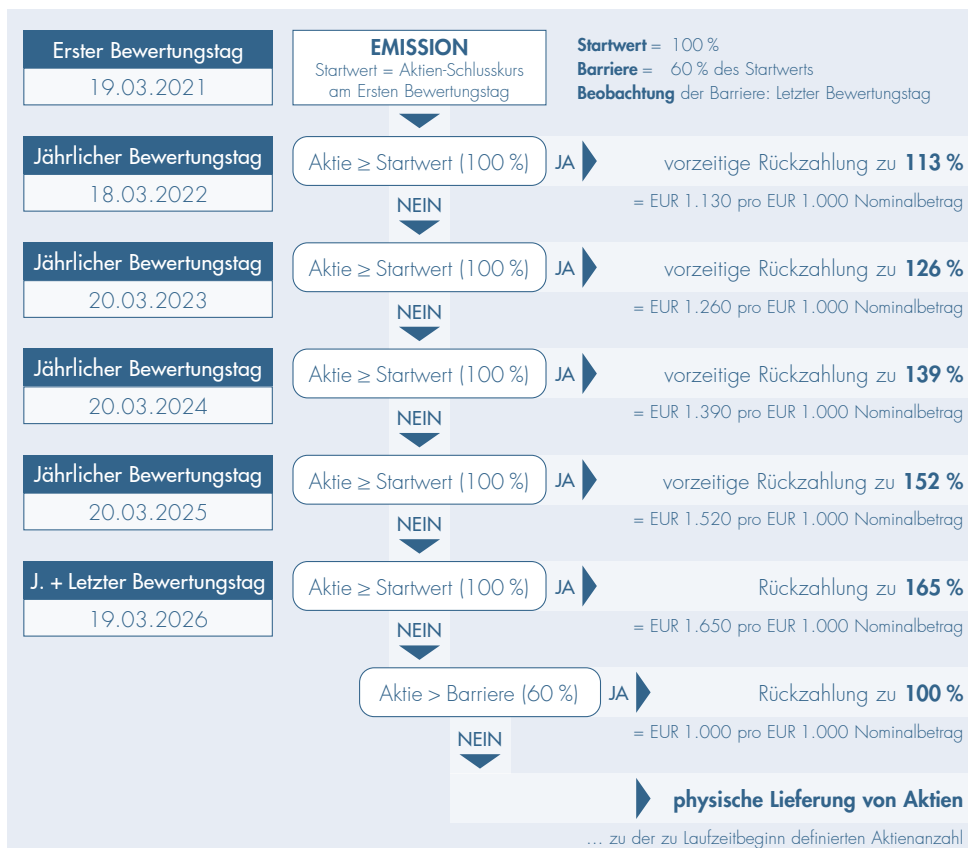 Erster Bewertungstag
19.03.2021
EMISSION
Startwert = Aktien-Schlusskurs
am Ersten Bewertungstag
Startwert = 100 %
Barriere = 60 % des Startwerts
Beobachtung der Barriere: Letzter Bewertungstag
Jährlicher Bewertungstag
18.03.2022
Aktie ≥ Startwert (100 %)
JA
vorzeitige Rückzahlung zu 113 %
= EUR 1.130 pro EUR 1.000 Nominalbetrag
NEIN
Jährlicher Bewertungstag
20.03.2023
Aktie ≥ Startwert (100 %)
JA
vorzeitige Rückzahlung zu 126 %
= EUR 1.260 pro EUR 1.000 Nominalbetrag
NEIN
Jährlicher Bewertungstag
20.03.2024
Aktie ≥ Startwert (100 %)
JA
vorzeitige Rückzahlung zu 139 %
= EUR 1.390 pro EUR 1.000 Nominalbetrag
NEIN
Jährlicher Bewertungstag
20.03.2025
Aktie ≥ Startwert (100 %)
JA
vorzeitige Rückzahlung zu 152 %
= EUR 1.520 pro EUR 1.000 Nominalbetrag
NEIN
J. + Letzter Bewertungstag
19.03.2026
Aktie ≥ Startwert (100 %)
JA
Rückzahlung zu 165 %
= EUR 1.650 pro EUR 1.000 Nominalbetrag
NEIN
Aktie > Barriere (60 %)
JA
Rückzahlung zu 100 %
= EUR 1.000 pro EUR 1.000 Nominalbetrag
NEIN
physische Lieferung von Aktien
... zu der zu Laufzeitbeginn definierten Aktienanzahl